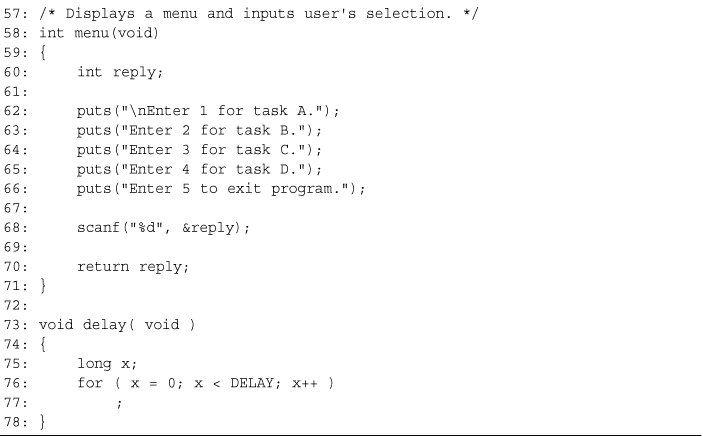 57: /* Displays a menu and inputs user's selection. */
58: int menu(void)
59: {
60:     int reply;
61:
62:     puts("\nEnter 1 for task A.");
63:     puts("Enter 2 for task B.");
64:     puts("Enter 3 for task C.");
65:     puts("Enter 4 for task D.");
66:     puts("Enter 5 to exit program.");
67:
68:     scanf("%d", &reply);
69:
70:     return reply;
71: }
72:
73: void delay( void )
74: {
75:     long x;
76:     for ( x = 0; x < DELAY; x++ )
77:         ;
78: }